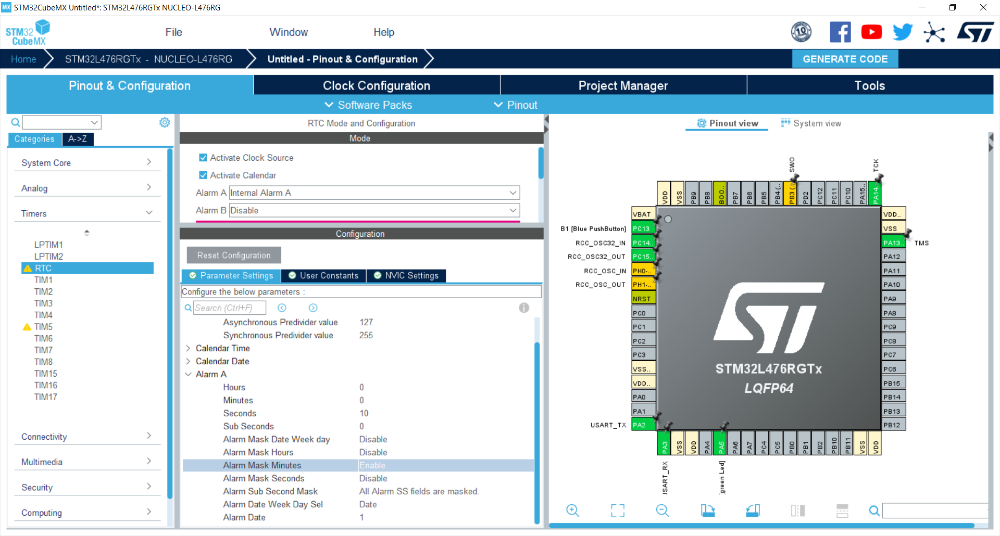 MX STM32CubeMX Untitled*: STM32L476RGTx NUCLEO-L476RG
STM32 CubeMX
File
Window
Help
10
ST
Home
STM32L476RGTx - NUCLEO-L476RG
Untitled - Pinout & Configuration
GENERATE CODE
Pinout & Configuration
Clock Configuration
Project Manager
Tools
Software Packs
Pinout
Categories
A->Z
System Core
Analog
Timers
LPTIM1
LPTIM2
RTC
TIM1
TIM2
TIM3
TIM4
TIM5
TIM6
TIM7
TIM8
TIM15
TIM16
TIM17
Connectivity
Multimedia
Security
Computing
RTC Mode and Configuration
Mode
Activate Clock Source
Activate Calendar
Alarm A Internal Alarm A
Alarm B Disable
Configuration
Reset Configuration
Parameter Settings
User Constants
NVIC Settings
Configure the below parameters :
Search (Ctrl+F)
Asynchronous Predivider value 127
Synchronous Predivider value 255
Calendar Time
Calendar Date
Alarm A
Hours 0
Minutes 0
Seconds 10
Sub Seconds 0
Alarm Mask Date Week day Disable
Alarm Mask Hours Disable
Alarm Mask Minutes Enable
Alarm Mask Seconds Disable
Alarm Sub Second Mask All Alarm SS fields are masked.
Alarm Date Week Day Sel Date
Alarm Date 1
Pinout view
System view
SWO
TCK
VDD
VSS
PB9
PB8
BOO..
PB7
PB6
PB5
PB4 (..
PB3 (..
PD2
PC12
PC11
PC10
PA15..
PA14..
VBAT
B1 [Blue PushButton] PC13
RCC_OSC32_IN PC14..
RCC_OSC32_OUT PC15..
RCC_OSC_IN PH0-..
RCC_OSC_OUT PH1-..
NRST
PC0
PC1
PC2
PC3
VSS..
VDD..
PA0
PA1
USART_TX PA2
VDD..
VSS
PA13.. TMS
PA12
PA11
PA10
PA9
PA8
PC9
PC8
PC7
PC6
PB15
PB14
PB13
PB12
ST
STM32L476RGTx
LQFP64
PA3
VSS
VDD
PA4
PA5
PA6
PA7
PC4
PC5
PB0
PB1
PB2
PB10
PB11
VSS
VDD
USART_RX
[green Led]